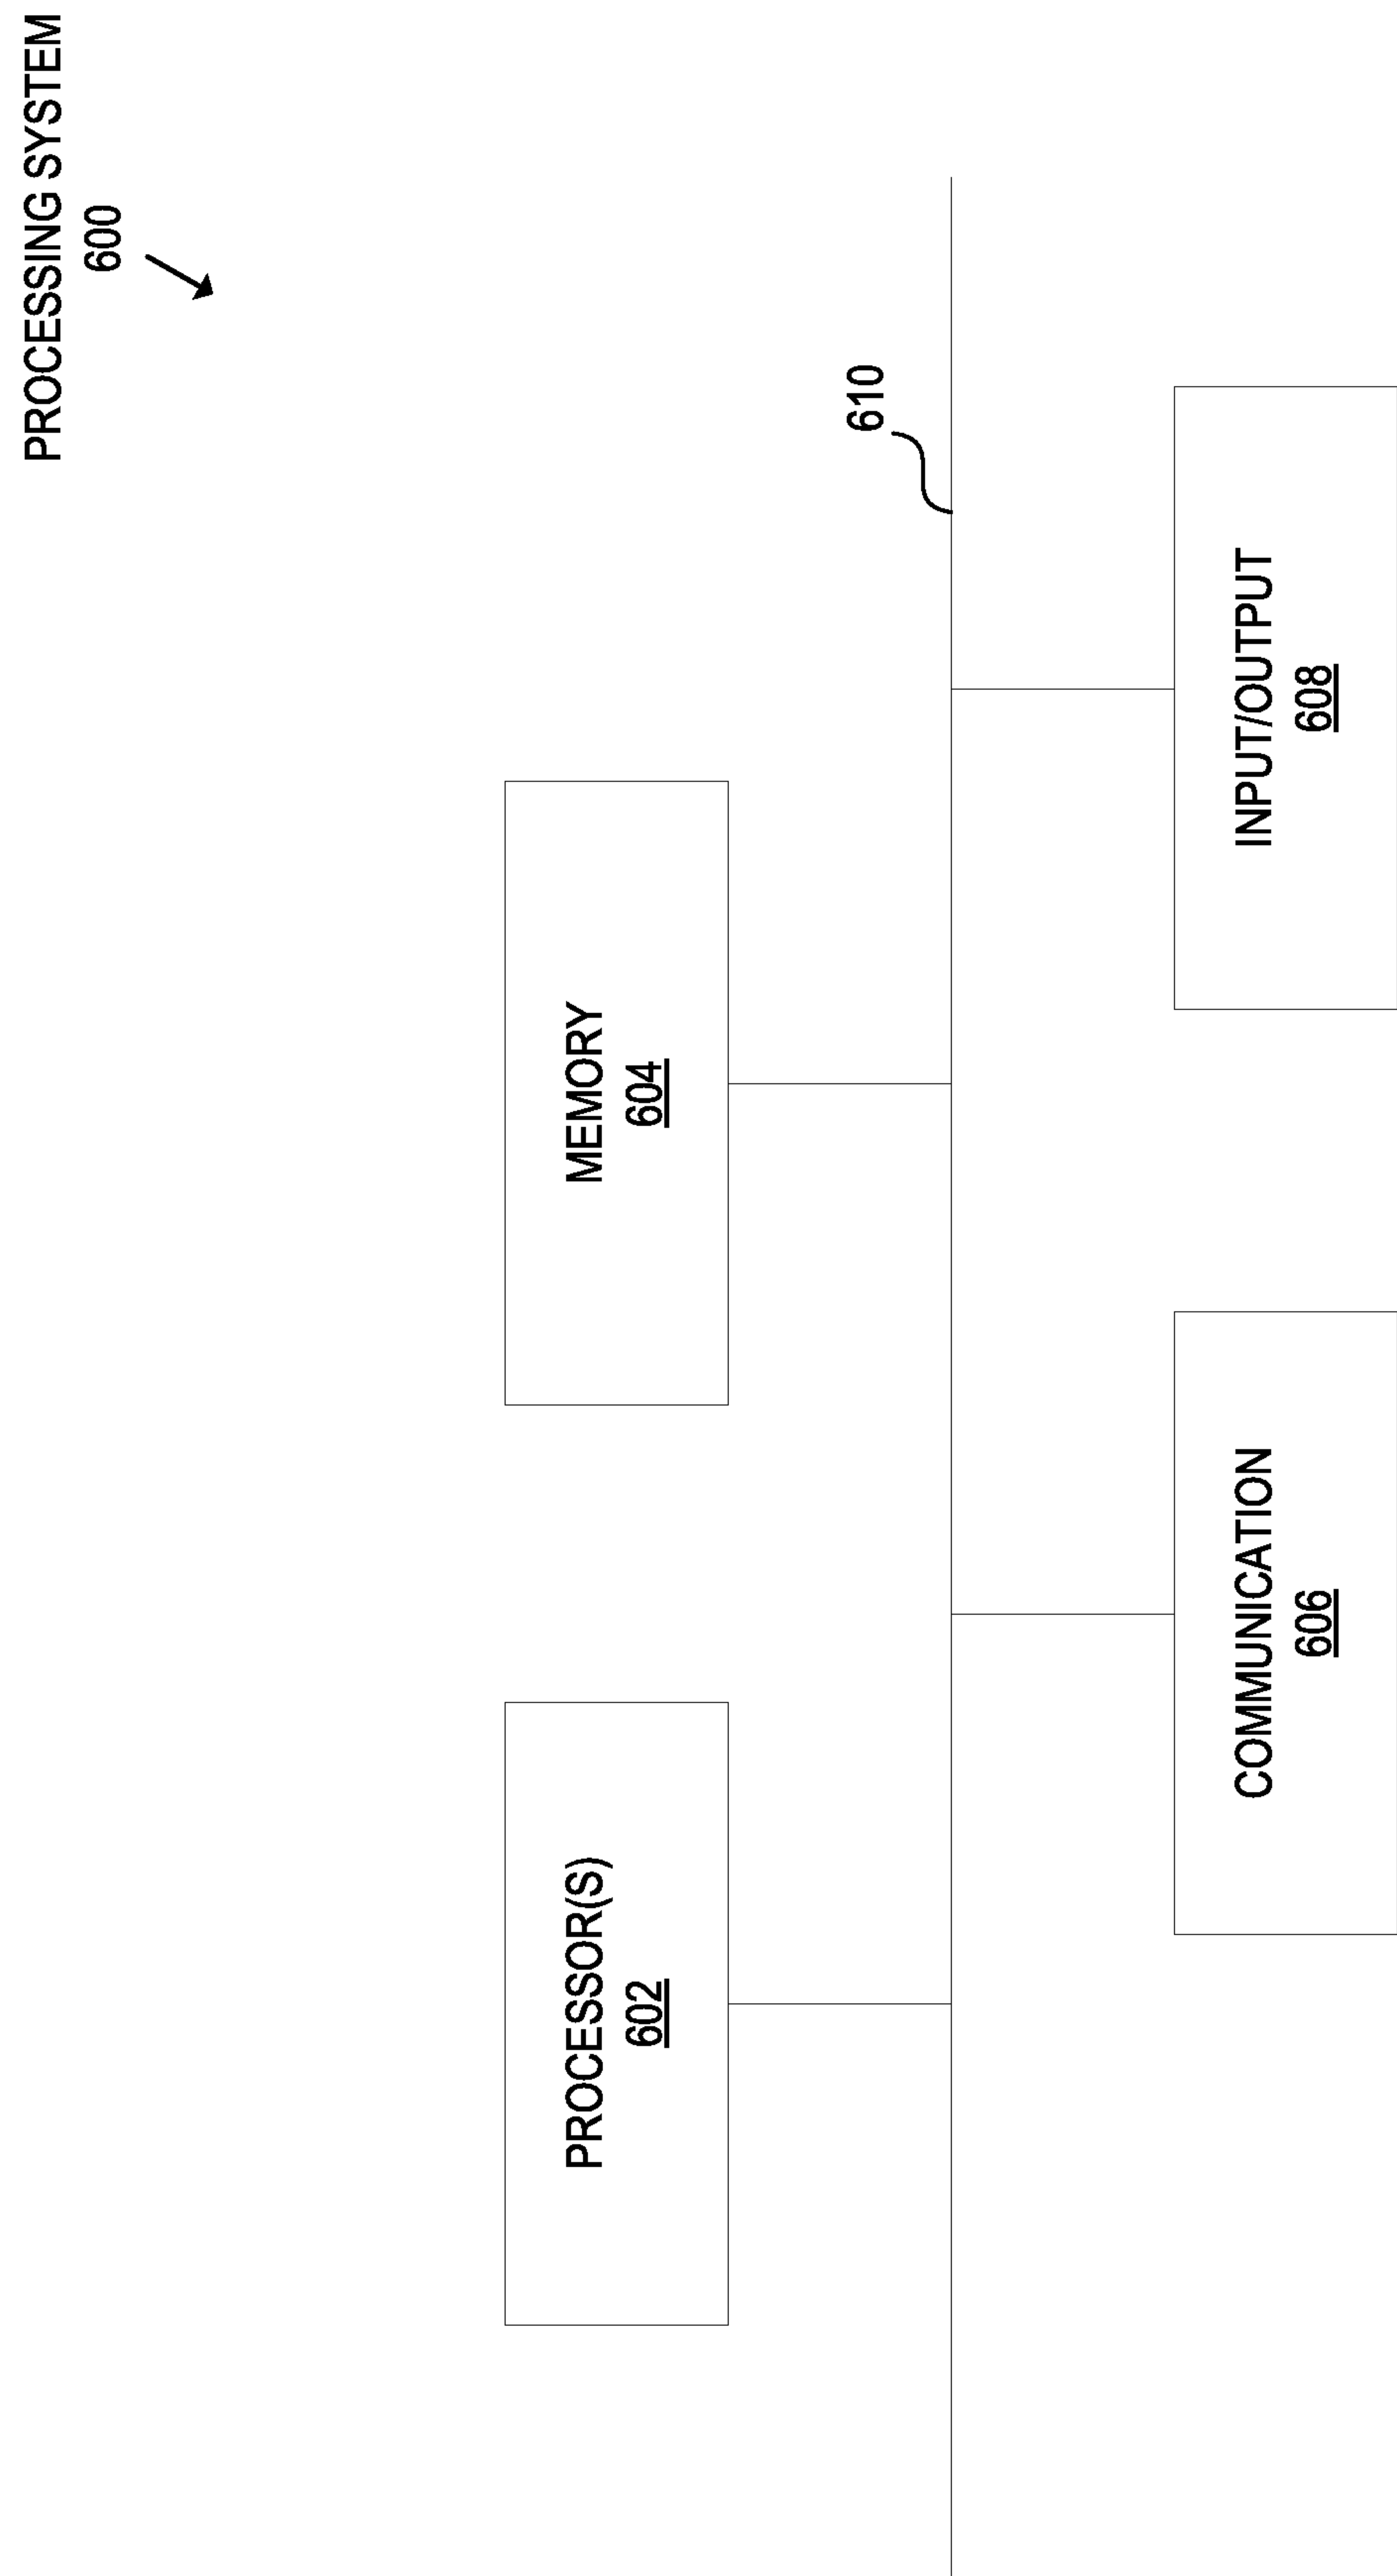 PROCESSING SYSTEM
600
PROCESSOR(S)
602
MEMORY
604
610
COMMUNICATION
606
INPUT/OUTPUT
608